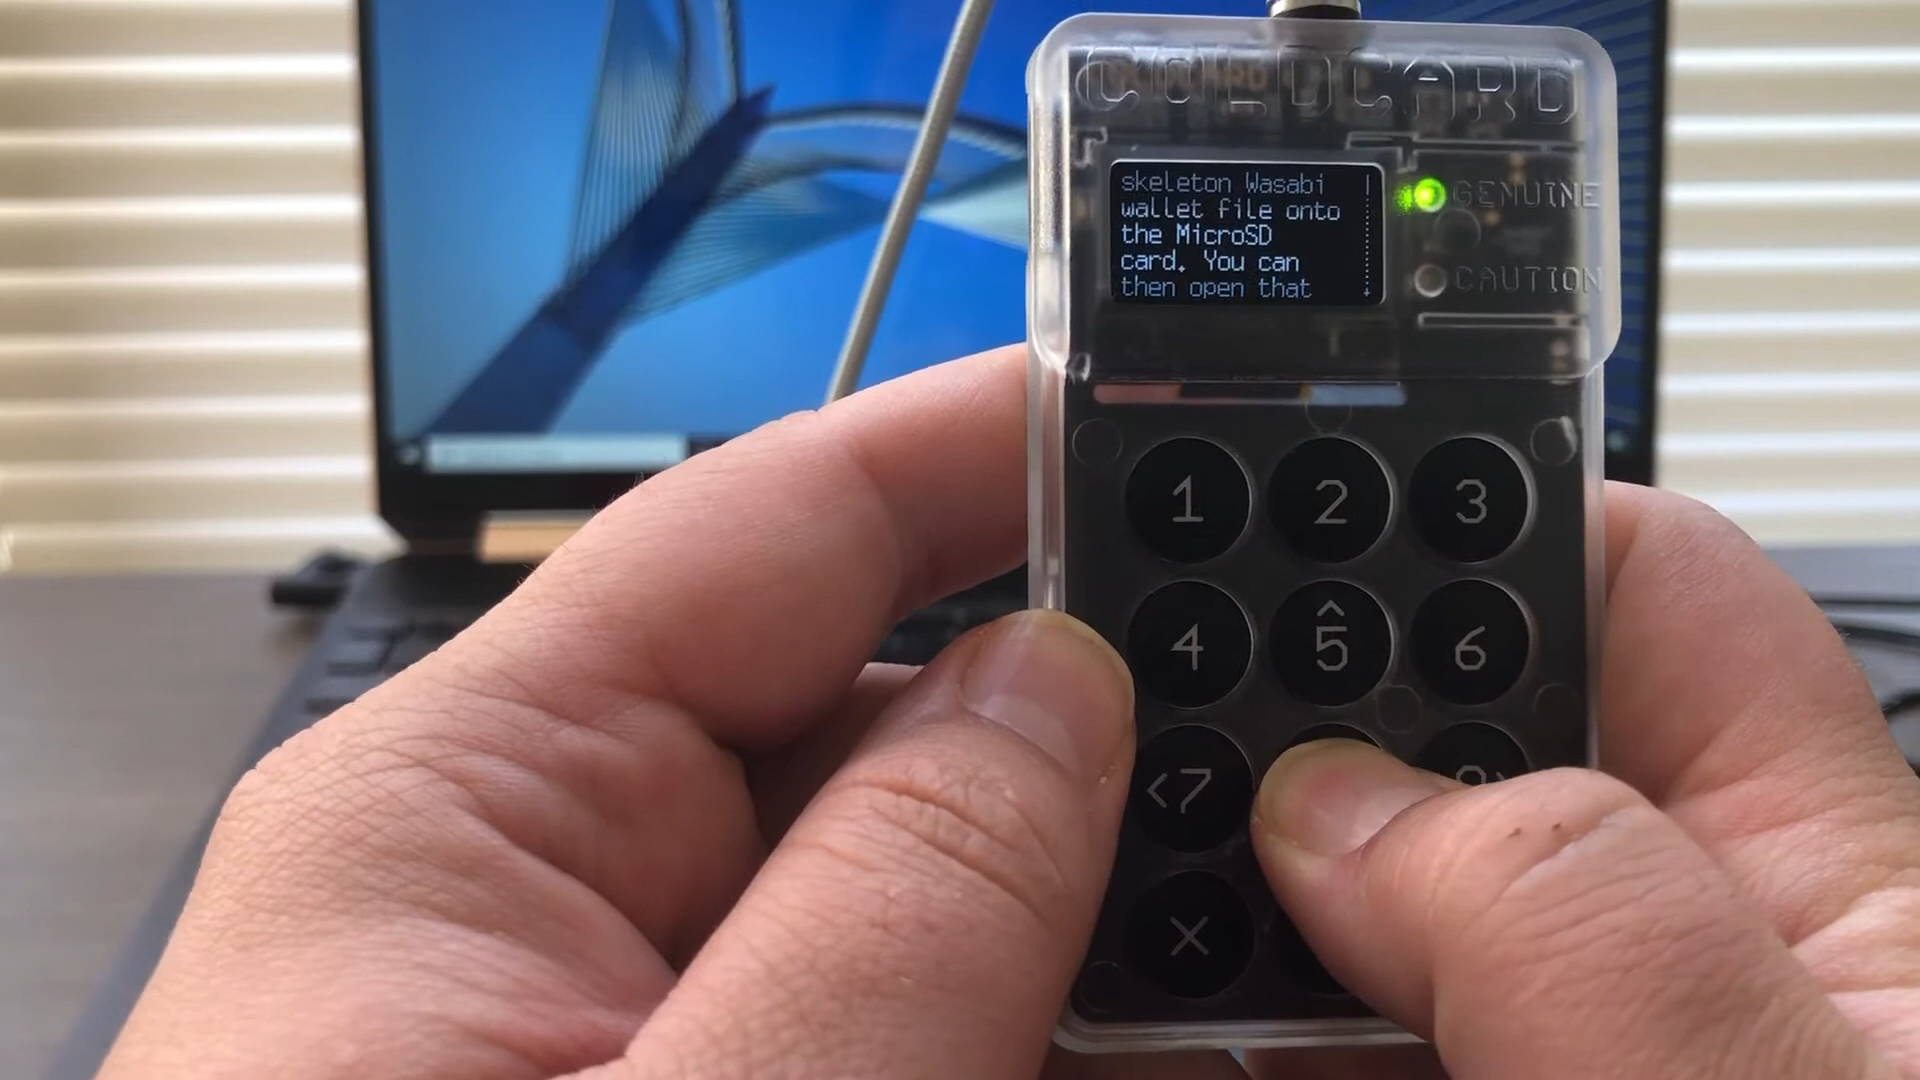 COLDCARD
skeleton Wasabi
wallet file onto
the MicroSD
card. You can
then open that
GENUINE
CAUTION
1 2 3
4 5 6
<7
X